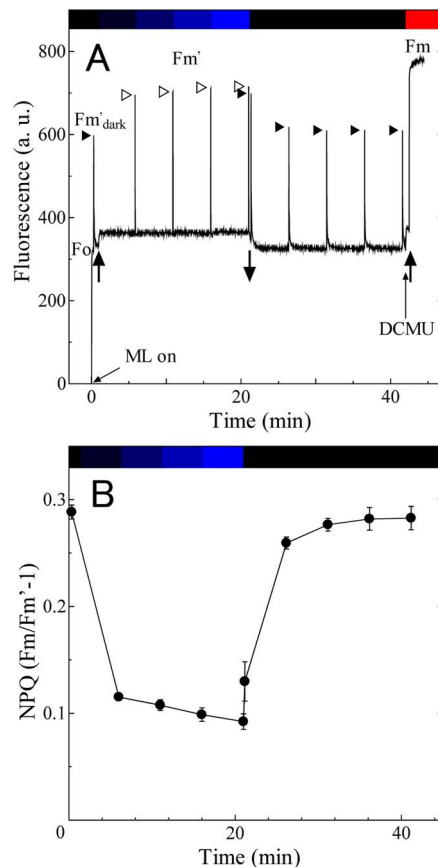 A
Fm
800
Fm'
Fm'dark
600
Fluorescence (a. u.)
400
Fo
200
ML on
DCMU
0
0
20
40
Time (min)
B
0.3
NPQ (Fm/Fm'-1)
0.2
0.1
0
0
20
40
Time (min)